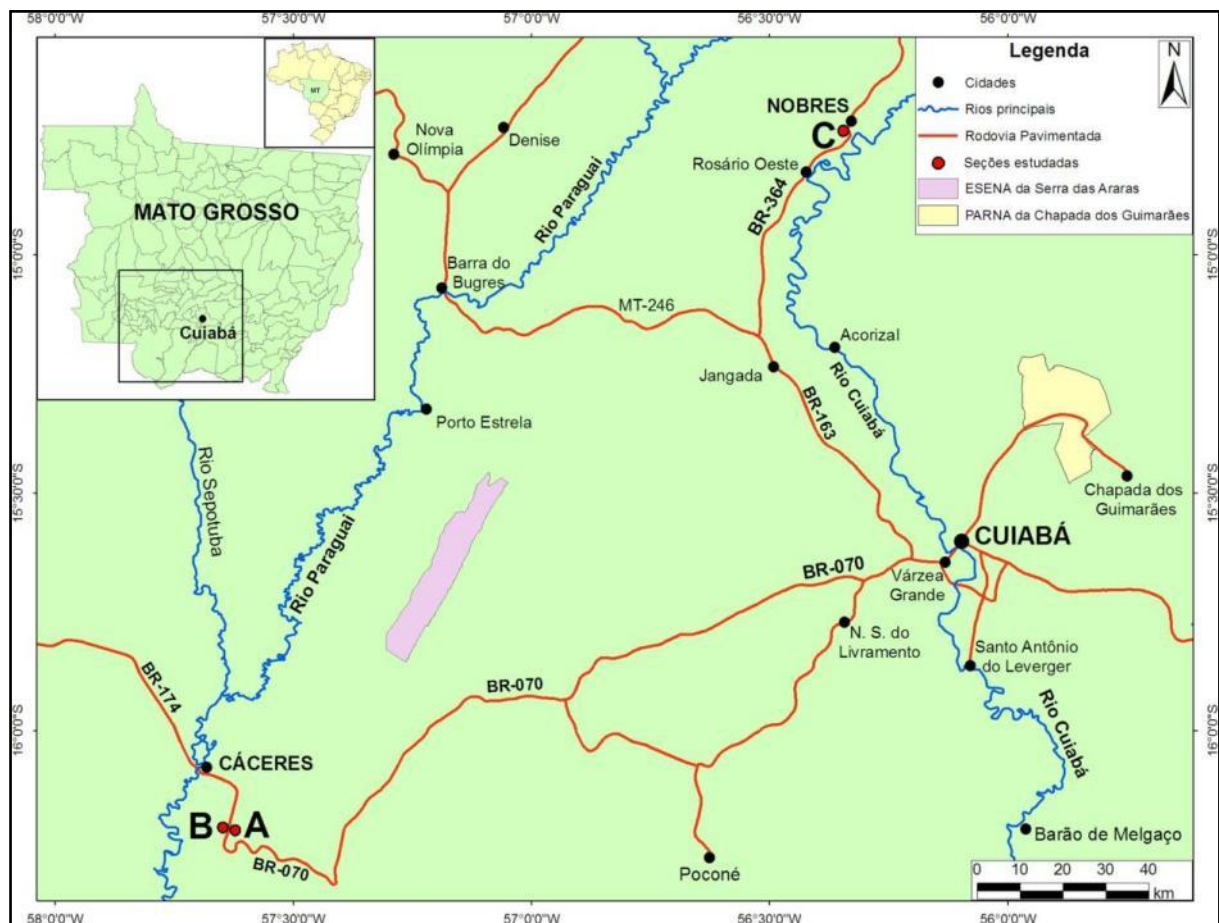 58°0'0"W
57°30'0"W
57°0'0"W
56°30'0"W
56°0'0"W
MT
MATO GROSSO
Cuiabá
Legenda
N
Cidades
Rios principais
Rodovia Pavimentada
Seções estudadas
ESENA da Serra das Araras
PARNA da Chapada dos Guimarães
Nova
Olímpia
Denise
Rio Paraguai
NOBRES
C
Rosário Oeste
BR-364
15°0'0"S
15°0'0"S
Barra do
Bugres
MT-246
Acorizal
Jangada
Rio Cuiabá
BR-163
Porto Estrela
Rio Sepotuba
Rio Paraguai
15°30'0"S
15°30'0"S
Chapada dos
Guimarães
CUIABÁ
Várzea
Grande
BR-070
N. S. do
Livramento
Santo Antônio
do Leverger
BR-174
BR-070
Rio Cuiabá
16°0'0"S
16°0'0"S
CÁCERES
B
A
BR-070
Poconé
Barão de Melgaço
0 10 20 30 40
km
58°0'0"W
57°30'0"W
57°0'0"W
56°30'0"W
56°0'0"W